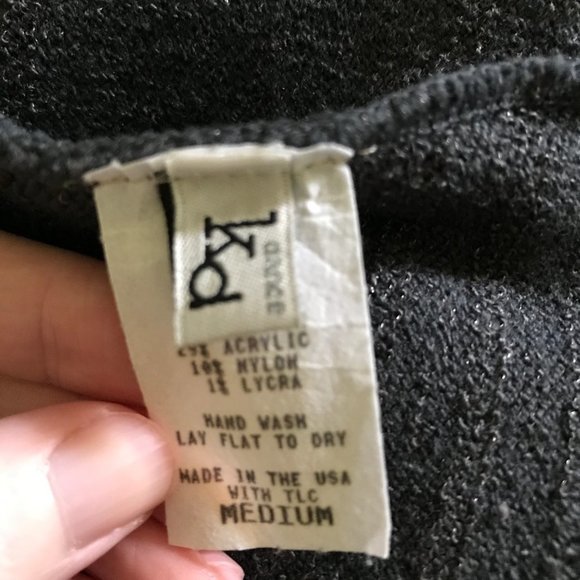 kd
dance
29% ACRYLIC
10% NYLON
1% LYCRA
HAND WASH
LAY FLAT TO DRY
MADE IN THE USA
WITH TLC
MEDIUM